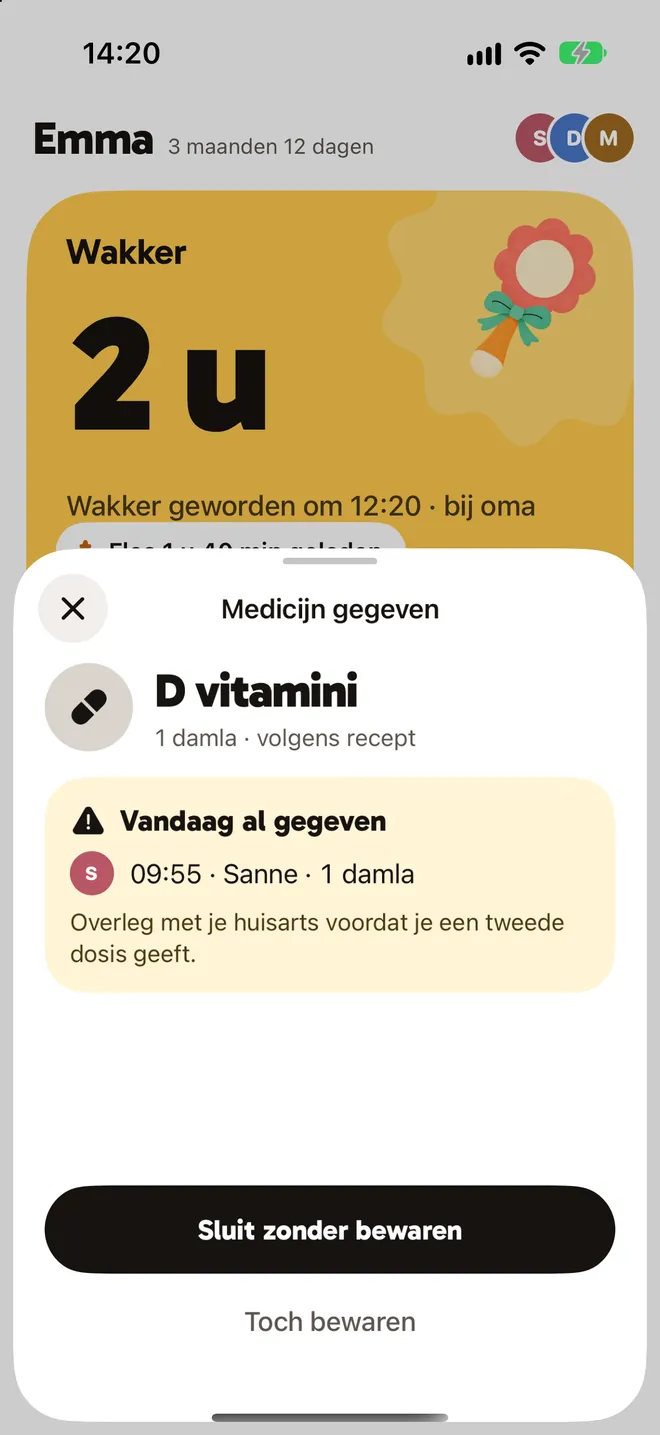 14:20
Emma 3 maanden 12 dagen
S D M
Wakker
2 u
Wakker geworden om 12:20 · bij oma
Medicijn gegeven
D vitamini
1 damla · volgens recept
Vandaag al gegeven
S 09:55 · Sanne · 1 damla
Overleg met je huisarts voordat je een tweede
dosis geeft.
Sluit zonder bewaren
Toch bewaren